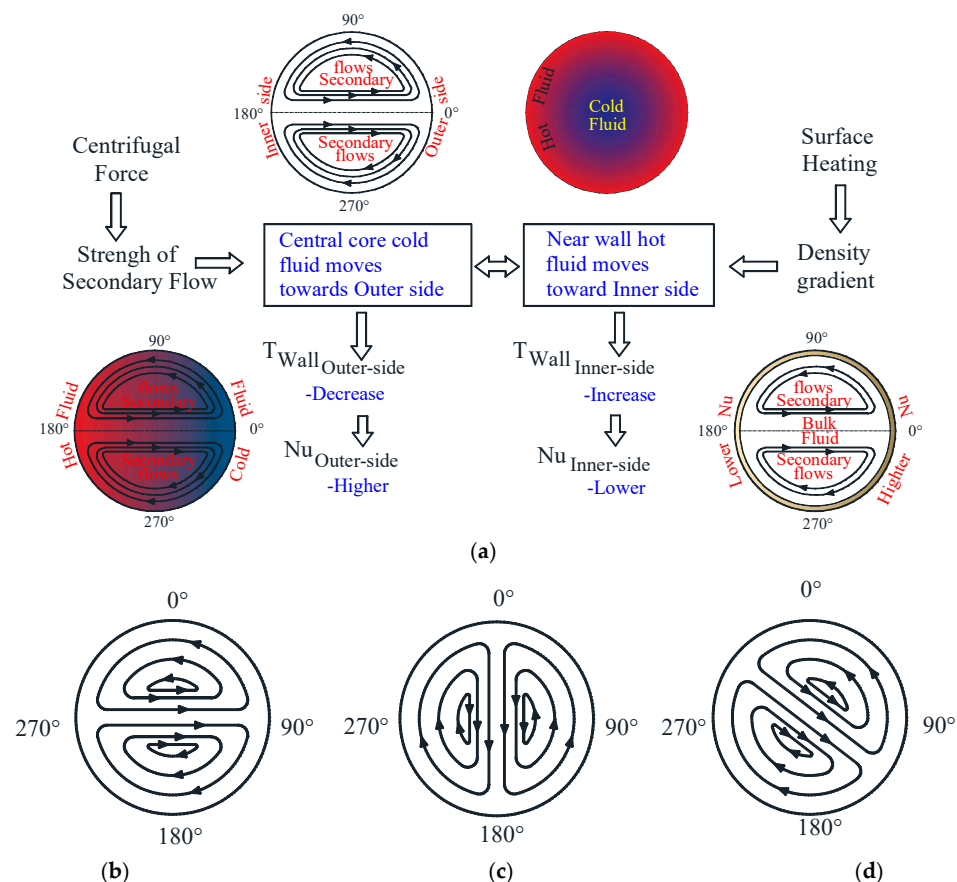 90°
flows
Secondary
Inner side
180°
0°
Outer side
Secondary
flows
270°
Hot Fluid
Cold
Fluid
Centrifugal
Force
Surface
Heating
Strengh of
Secondary Flow
Central core cold
fluid moves
towards Outer side
Near wall hot
fluid moves
toward Inner side
Density
gradient
T Wall Outer-side
-Decrease
T Wall Inner-side
-Increase
Nu Outer-side
-Higher
Nu Inner-side
-Lower
90°
flows
Secondary
Hot Fluid
180°
0°
Fluid
Cold
Secondary
flows
270°
90°
flows
Secondary
Bulk
Fluid
Lower Nu
180°
0°
Nu
Highter
Secondary
flows
270°
(a)
0°
270°
90°
180°
(b)
0°
270°
90°
180°
(c)
0°
270°
90°
180°
(d)